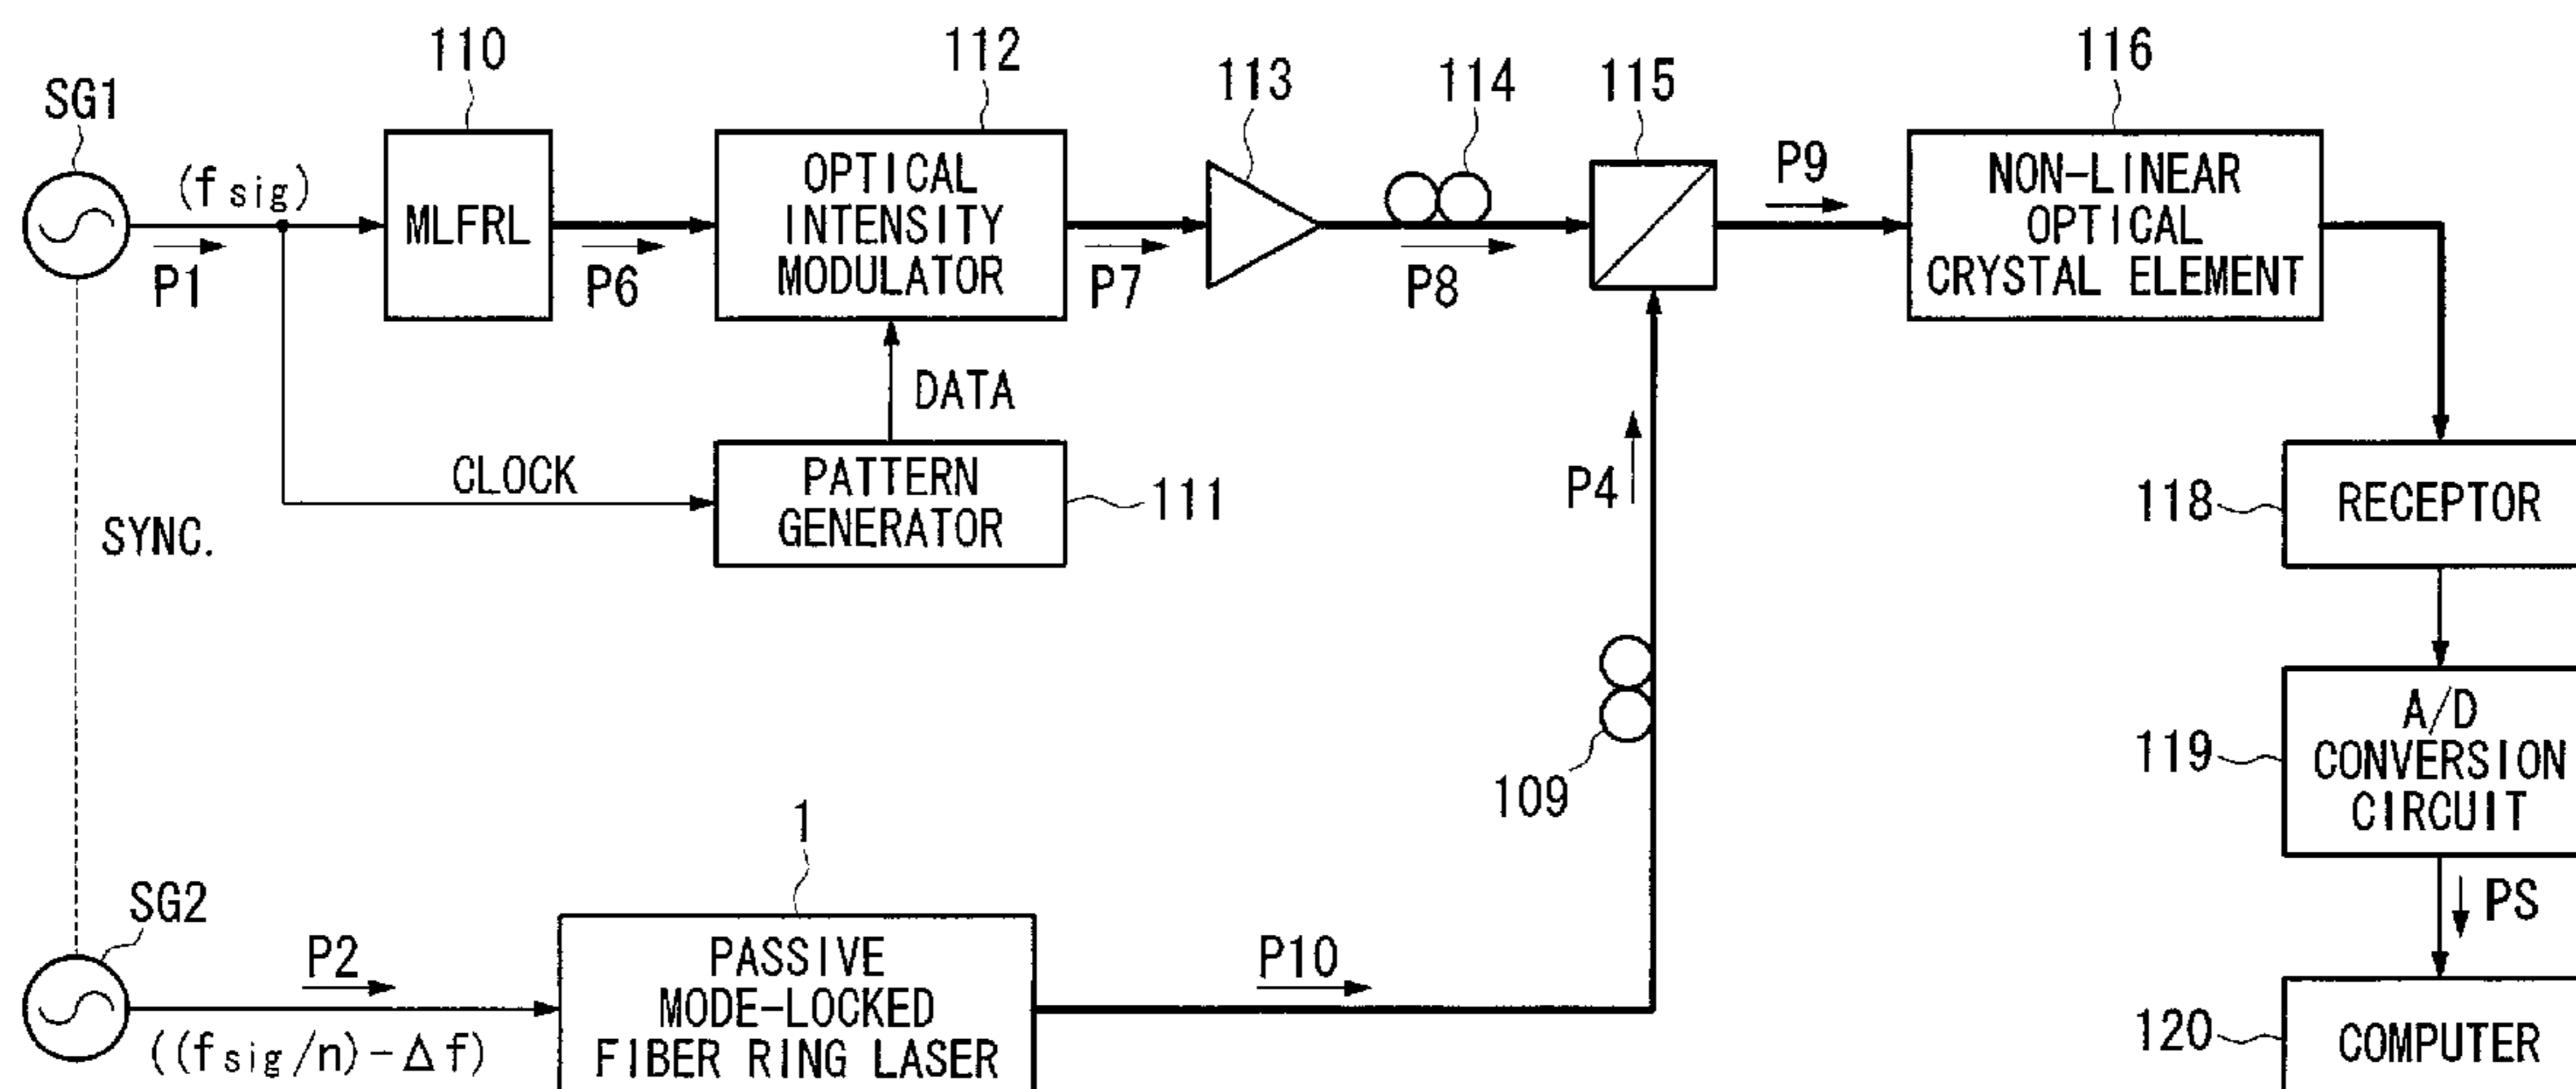 110
112
113
114
115
116
SG1
(fsig)
P1
MLFRL
P6
OPTICAL
INTENSITY
MODULATOR
P7
P8
P9
NON-LINEAR
OPTICAL
CRYSTAL ELEMENT
DATA
CLOCK
PATTERN
GENERATOR
111
SYNC.
P4
118
RECEPTOR
109
119
A/D
CONVERSION
CIRCUIT
PS
1
SG2
P2
((fsig/n)-Δf)
PASSIVE
MODE-LOCKED
FIBER RING LASER
P10
120
COMPUTER